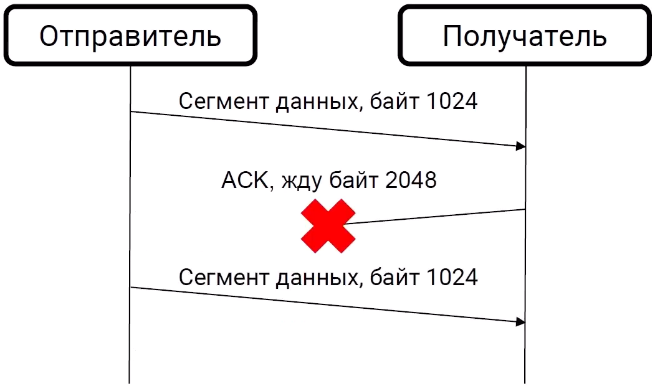 Отправитель
Получатель
Сегмент данных, байт 1024
ACK, жду байт 2048
Сегмент данных, байт 1024